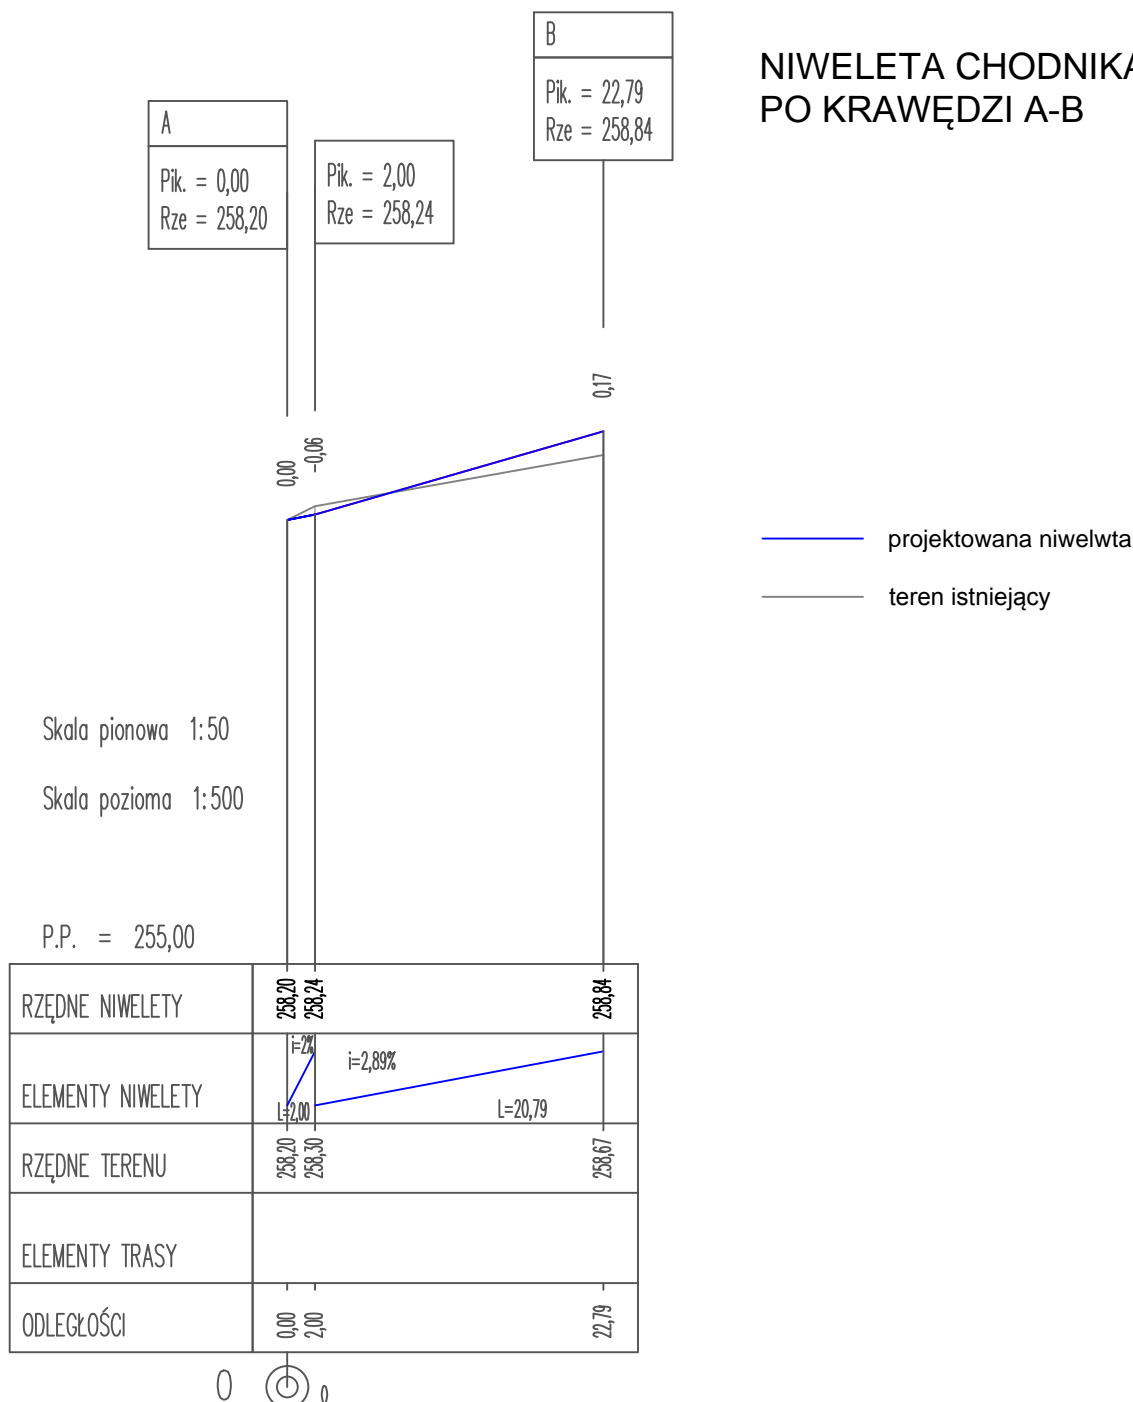 B
Pik. = 22,79
Rze = 258,84
NIWELETA CHODNIKA
PO KRAWĘDZI A-B
A
Pik. = 0,00
Rze = 258,20
Pik. = 2,00
Rze = 258,24
0,17
0,00
-0,06
projektowana niwelwta
teren istniejący
Skala pionowa 1:50
Skala pozioma 1:500
P.P. = 255,00
RZĘDNE NIWELETY
258,20
258,24
258,84
ELEMENTY NIWELETY
i=2%
i=2,89%
L=2,00
L=20,79
RZĘDNE TERENU
258,20
258,30
258,67
ELEMENTY TRASY
ODLEGŁOŚCI
0,00
2,00
22,79
0
0